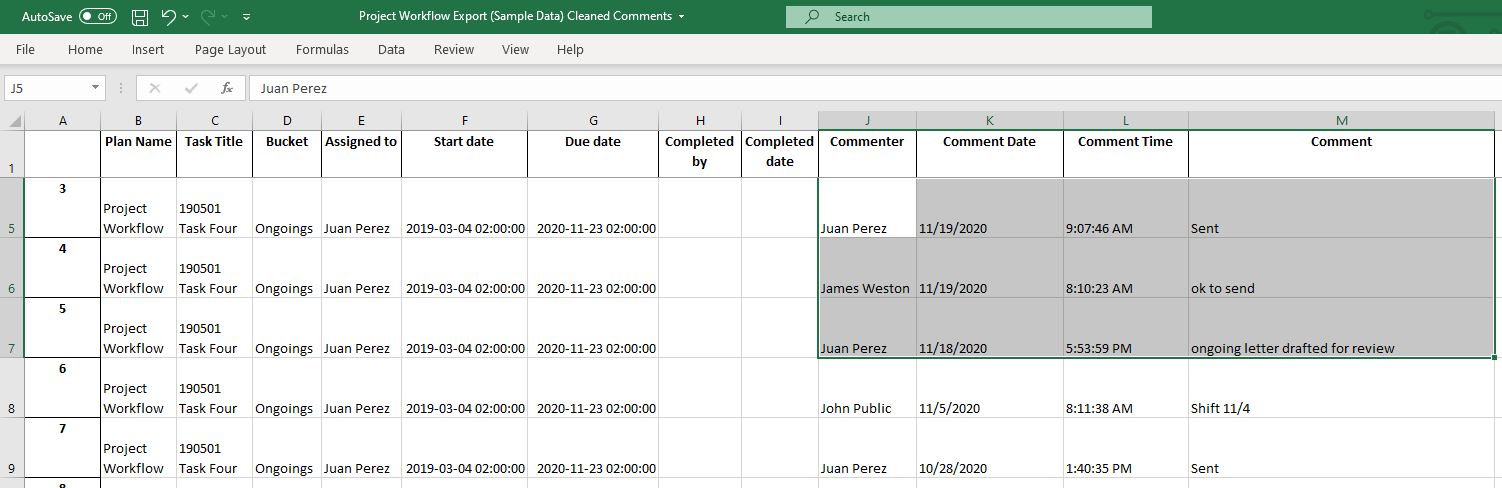 AutoSave Off Project Workflow Export (Sample Data) Cleaned Comments Search
File Home Insert Page Layout Formulas Data Review View Help
J5 fx Juan Perez
A B C D E F G H I J K L M
1 Plan Name Task Title Bucket Assigned to Start date Due date Completed by Completed date Commenter Comment Date Comment Time Comment
3
5 Project Workflow 190501 Task Four Ongoings Juan Perez 2019-03-04 02:00:00 2020-11-23 02:00:00 Juan Perez 11/19/2020 9:07:46 AM Sent
4
6 Project Workflow 190501 Task Four Ongoings Juan Perez 2019-03-04 02:00:00 2020-11-23 02:00:00 James Weston 11/19/2020 8:10:23 AM ok to send
5
7 Project Workflow 190501 Task Four Ongoings Juan Perez 2019-03-04 02:00:00 2020-11-23 02:00:00 Juan Perez 11/18/2020 5:53:59 PM ongoing letter drafted for review
6
8 Project Workflow 190501 Task Four Ongoings Juan Perez 2019-03-04 02:00:00 2020-11-23 02:00:00 John Public 11/5/2020 8:11:38 AM Shift 11/4
7
9 Project Workflow 190501 Task Four Ongoings Juan Perez 2019-03-04 02:00:00 2020-11-23 02:00:00 Juan Perez 10/28/2020 1:40:35 PM Sent